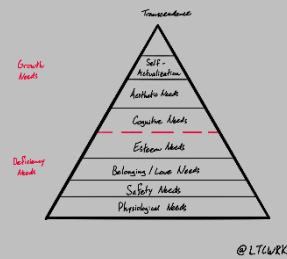 Transcendence
Self-
Actualization
Growth
Needs
Aesthetic Needs
Cognitive Needs
Esteem Needs
Deficiency
Needs
Belonging/Love Needs
Safety Needs
Physiological Needs
@LTCWRK